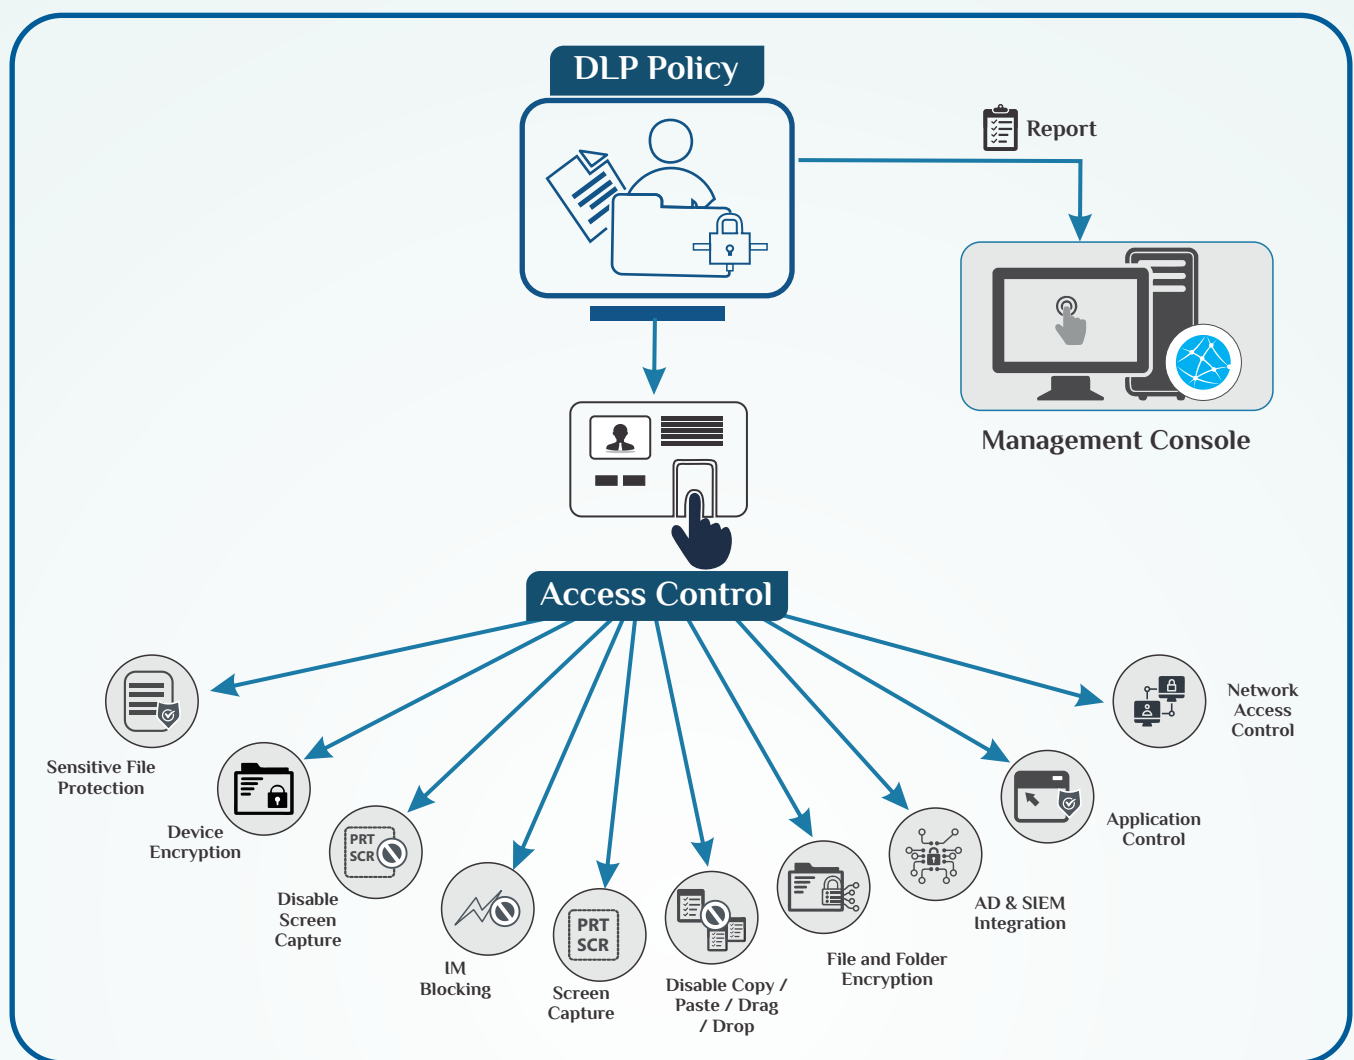 DLP Policy
Report
Management Console
Access Control
Sensitive File
Protection
Device
Encryption
PRT
SCR
Disable
Screen
Capture
IM
Blocking
PRT
SCR
Screen
Capture
Disable Copy /
Paste / Drag
/ Drop
File and Folder
Encryption
AD & SIEM
Integration
Application
Control
Network
Access
Control